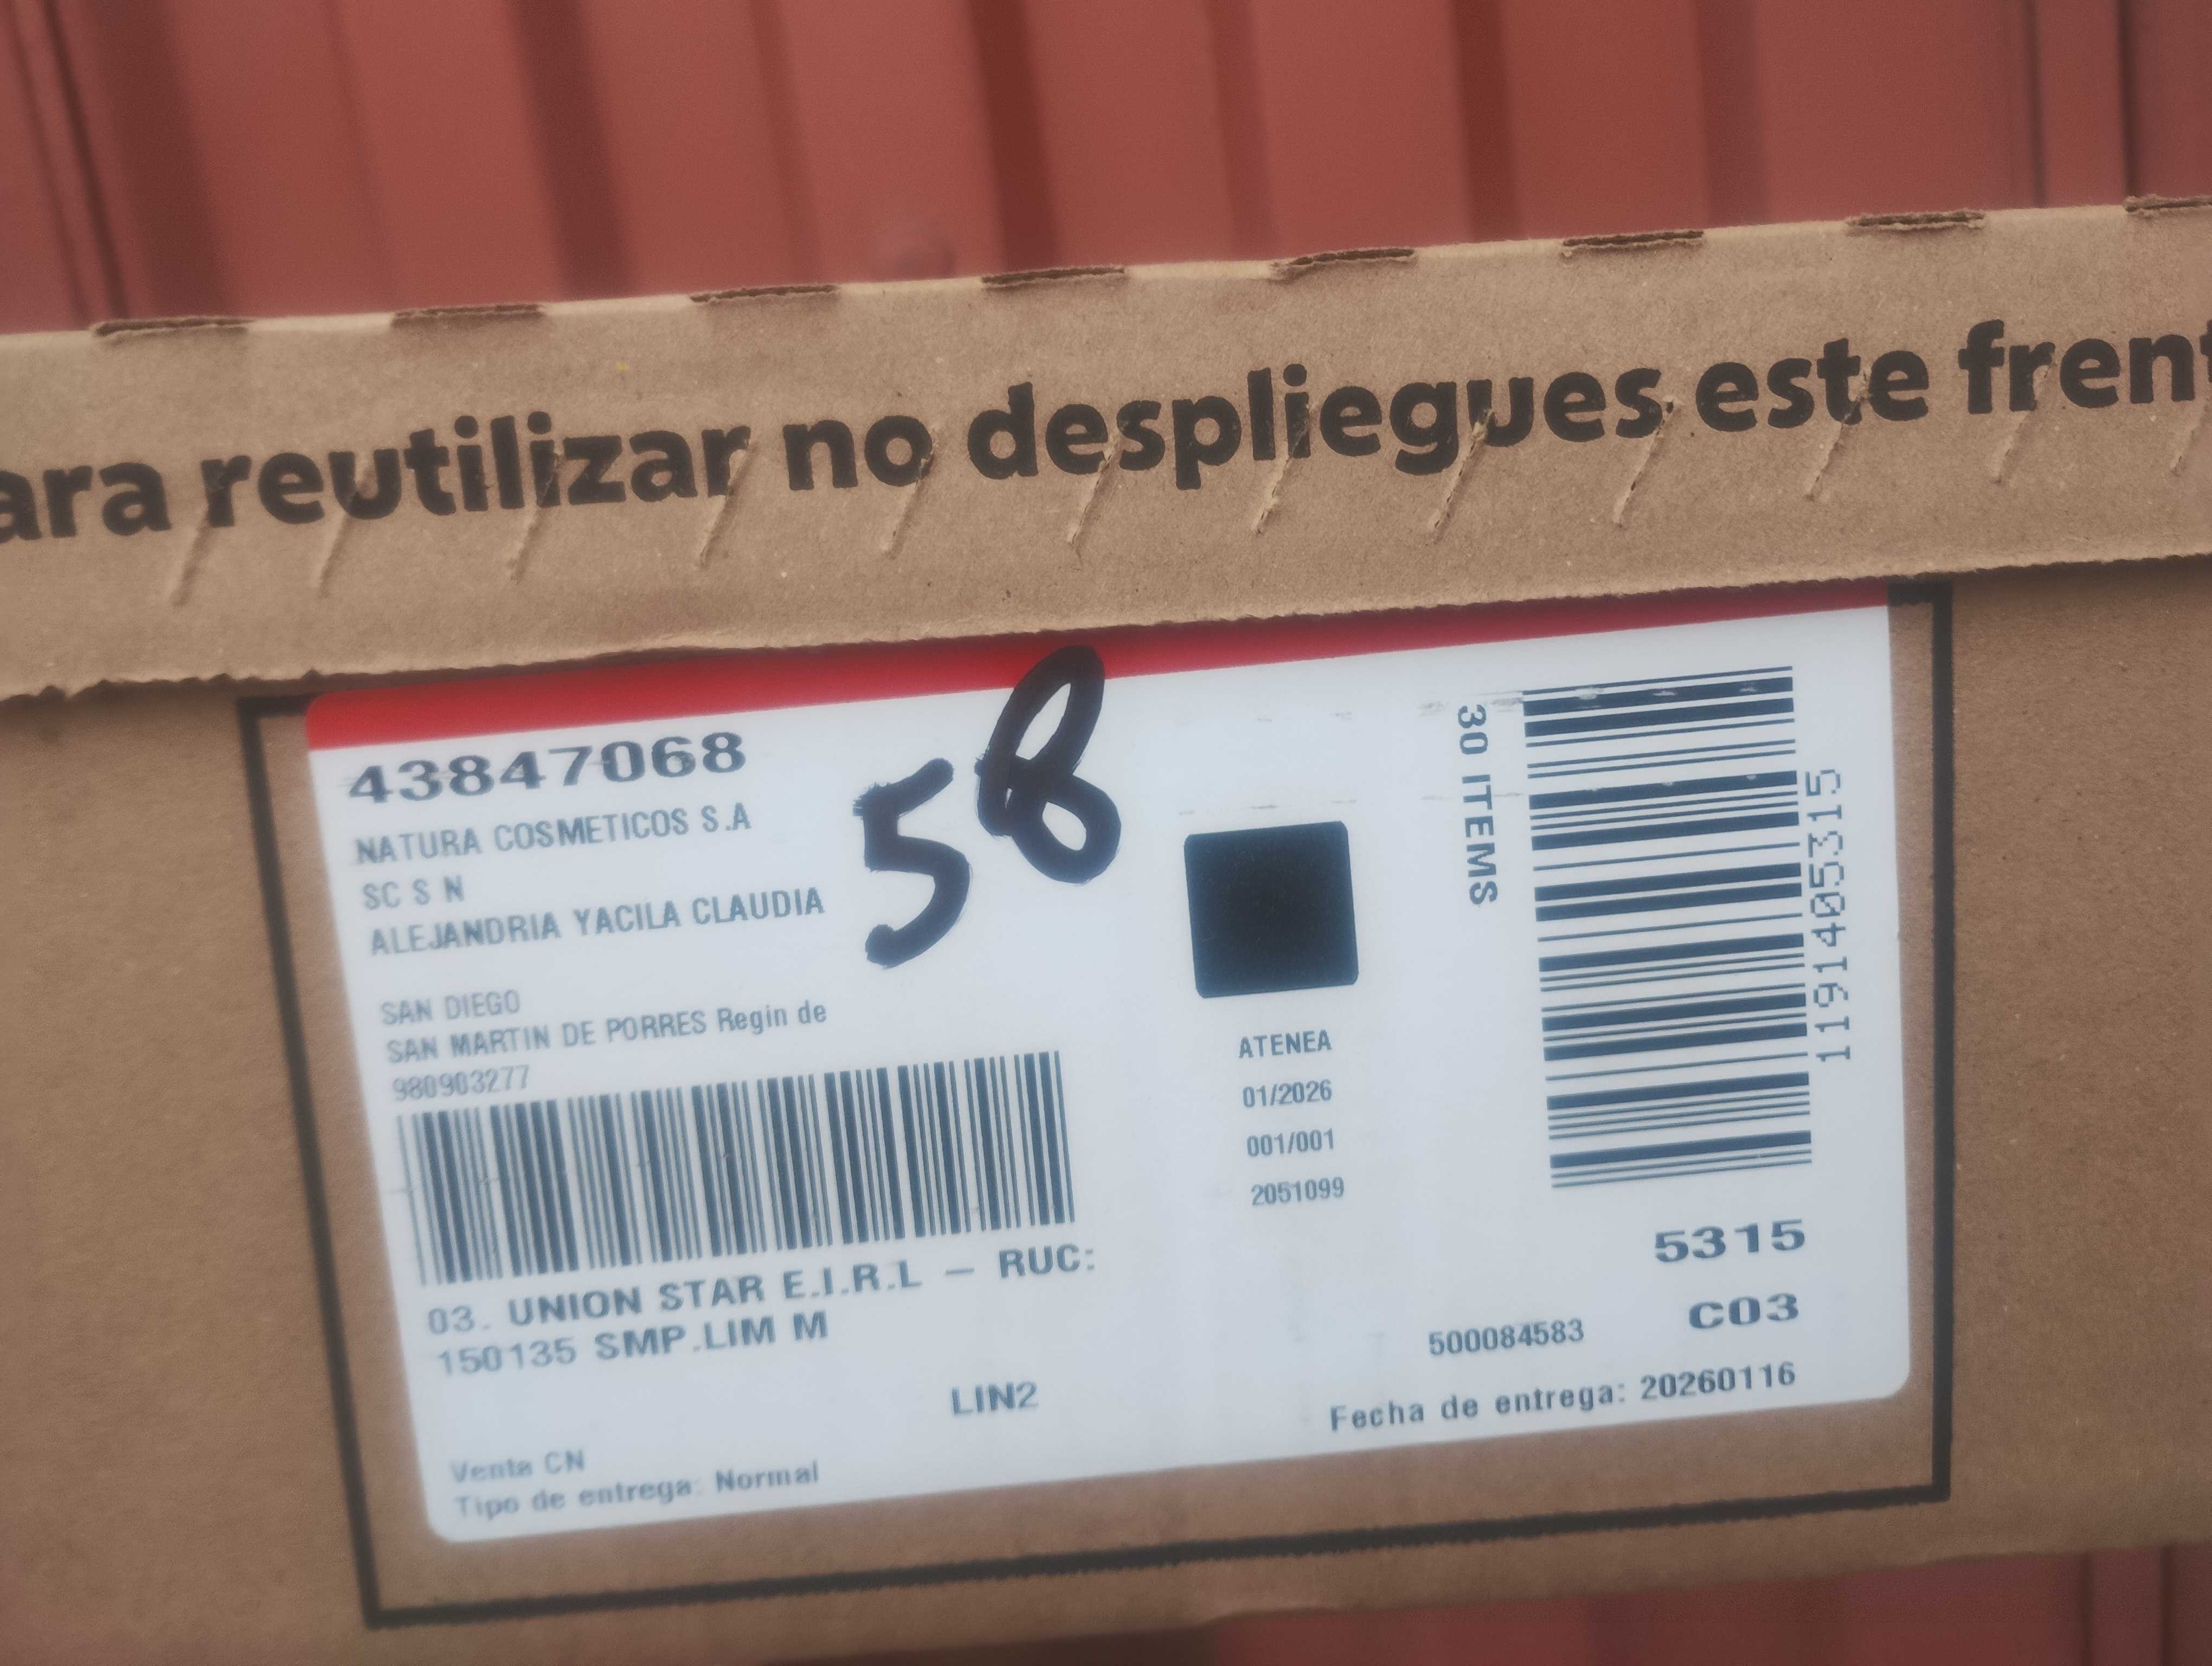 ara reutilizar no despliegues este frent
43847068
NATURA COSMETICOS S.A
SC S N
ALEJANDRIA YACILA CLAUDIA
58
SAN DIEGO
SAN MARTIN DE PORRES Regin de
980903277
03. UNION STAR E.I.R.L – RUC:
150135 SMP.LIM M
LIN2
Venta CN
Tipo de entrega: Normal
ATENEA
01/2026
001/001
2051099
30 ITEMS
1191405315
5315
C03
500084583
Fecha de entrega: 20260116